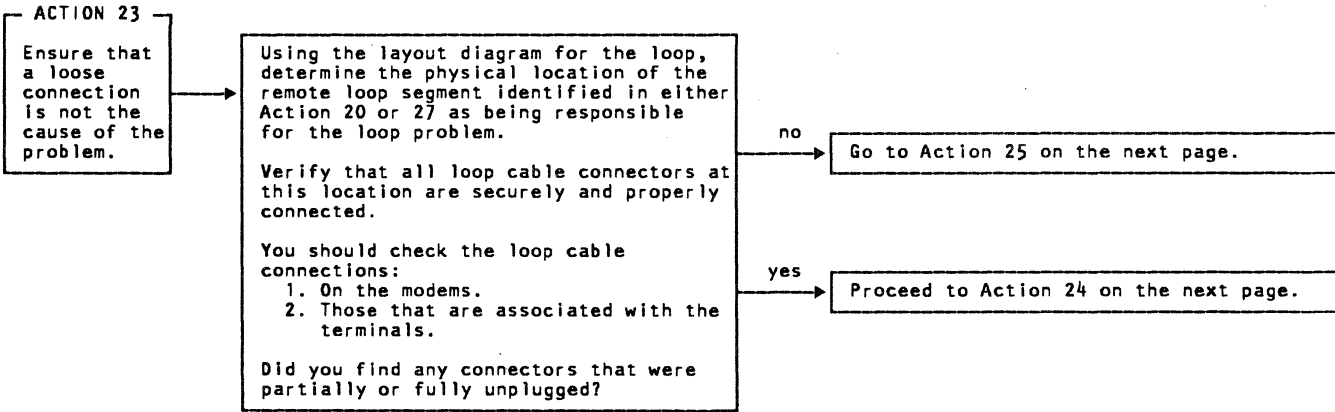 ACTION 23
Ensure that
a loose
connection
is not the
cause of the
problem.
Using the layout diagram for the loop,
determine the physical location of the
remote loop segment identified in either
Action 20 or 27 as being responsible
for the loop problem.
Verify that all loop cable connectors at
this location are securely and properly
connected.
You should check the loop cable
connections:
1. On the modems.
2. Those that are associated with the
terminals.
Did you find any connectors that were
partially or fully unplugged?
no
Go to Action 25 on the next page.
yes
Proceed to Action 24 on the next page.